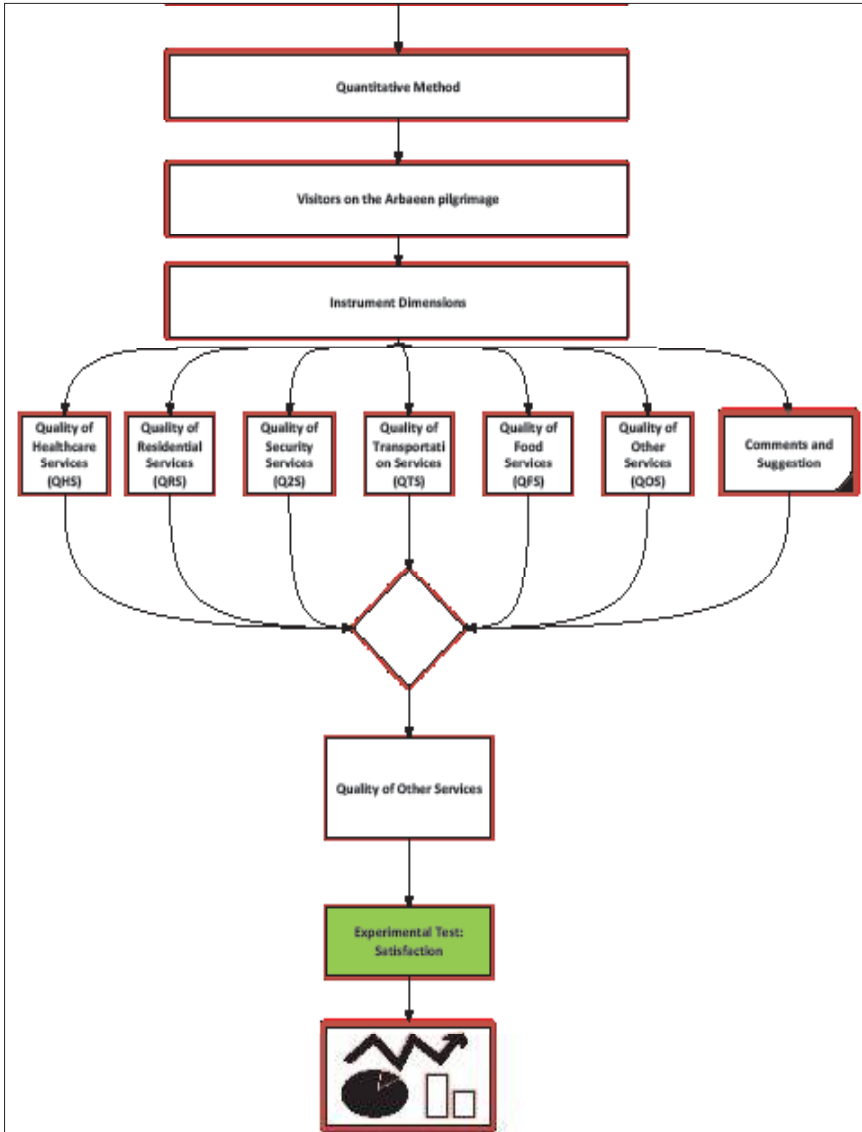 Quantitative Method
Visitors on the Arbaeen pilgrimage
Instrument Dimensions
Quality of
Healthcare
Services
(QHS)
Quality of
Residential
Services
(QRS)
Quality of
Security
Services
(Q2S)
Quality of
Transportati
on Services
(QTS)
Quality of
Food
Services
(QFS)
Quality of
Other
Services
(QOS)
Comments and
Suggestion
Quality of Other Services
Experimental Test:
Satisfaction